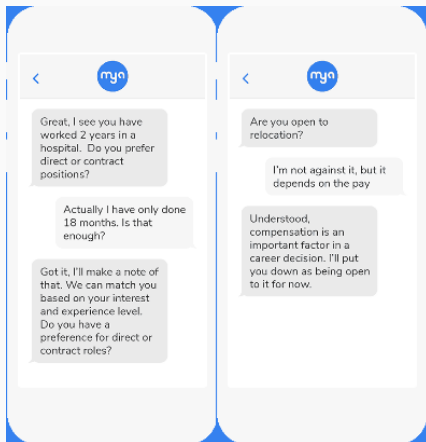 mya
Great, I see you have
worked 2 years in a
hospital.  Do you prefer
direct or contract
positions?
Actually I have only done
18 months. Is that
enough?
Got it, I'll make a note of
that. We can match you
based on your interest
and experience level.
Do you have a
preference for direct or
contract roles?
mya
Are you open to
relocation?
I'm not against it, but it
depends on the pay
Understood,
compensation is an
important factor in a
career decision. I'll put
you down as being open
to it for now.